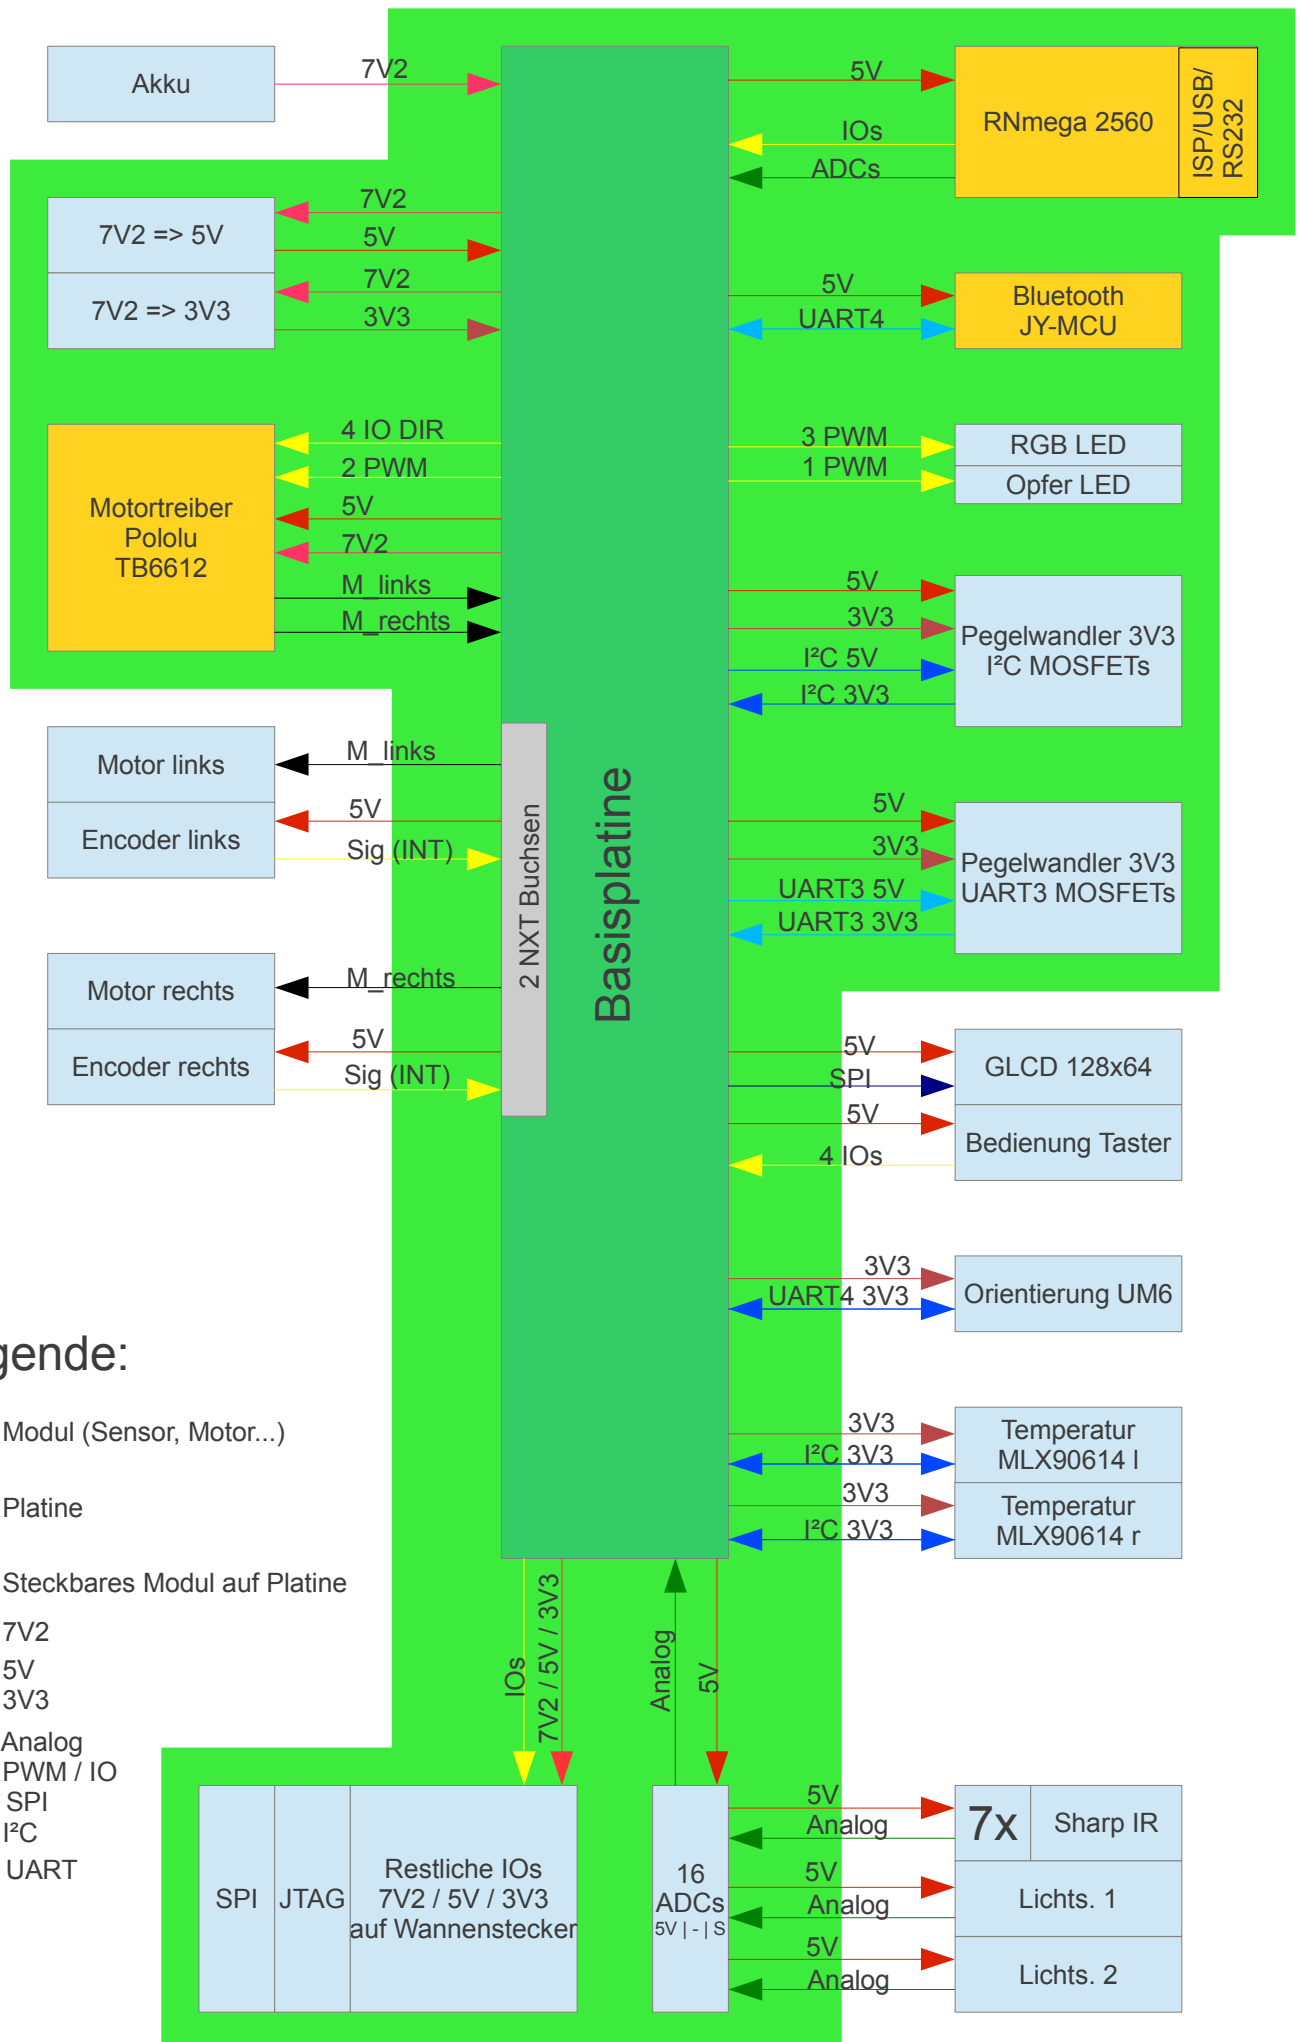 Akku
7V2
5V
IOs
ADCs
RNmega 2560
ISP/USB/
RS232
7V2 => 5V
7V2 => 3V3
7V2
5V
7V2
3V3
5V
UART4
Bluetooth
JY-MCU
Motortreiber
Pololu
TB6612
4 IO DIR
2 PWM
5V
7V2
M_links
M_rechts
3 PWM
1 PWM
RGB LED
Opfer LED
5V
3V3
I²C 5V
I²C 3V3
Pegelwandler 3V3
I²C MOSFETs
Motor links
Encoder links
M_links
5V
Sig (INT)
2 NXT Buchsen
Basisplatine
5V
3V3
UART3 5V
UART3 3V3
Pegelwandler 3V3
UART3 MOSFETs
Motor rechts
Encoder rechts
M_rechts
5V
Sig (INT)
5V
SPI
5V
4 IOs
GLCD 128x64
Bedienung Taster
3V3
UART4 3V3
Orientierung UM6
3V3
I²C 3V3
3V3
I²C 3V3
Temperatur
MLX90614 l
Temperatur
MLX90614 r
gende:
Modul (Sensor, Motor...)
Platine
Steckbares Modul auf Platine
7V2
5V
3V3
Analog
PWM / IO
SPI
I²C
UART
IOs
7V2 / 5V / 3V3
Analog
5V
SPI
JTAG
Restliche IOs
7V2 / 5V / 3V3
auf Wannenstecker
16
ADCs
5V | - | S
5V
Analog
5V
Analog
5V
Analog
7x
Sharp IR
Lichts. 1
Lichts. 2